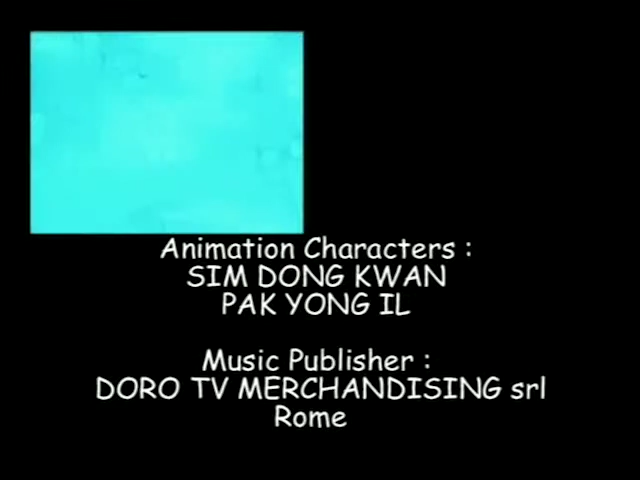 Animation Characters :
SIM DONG KWAN
PAK YONG IL
Music Publisher :
DORO TV MERCHANDISING srl
Rome